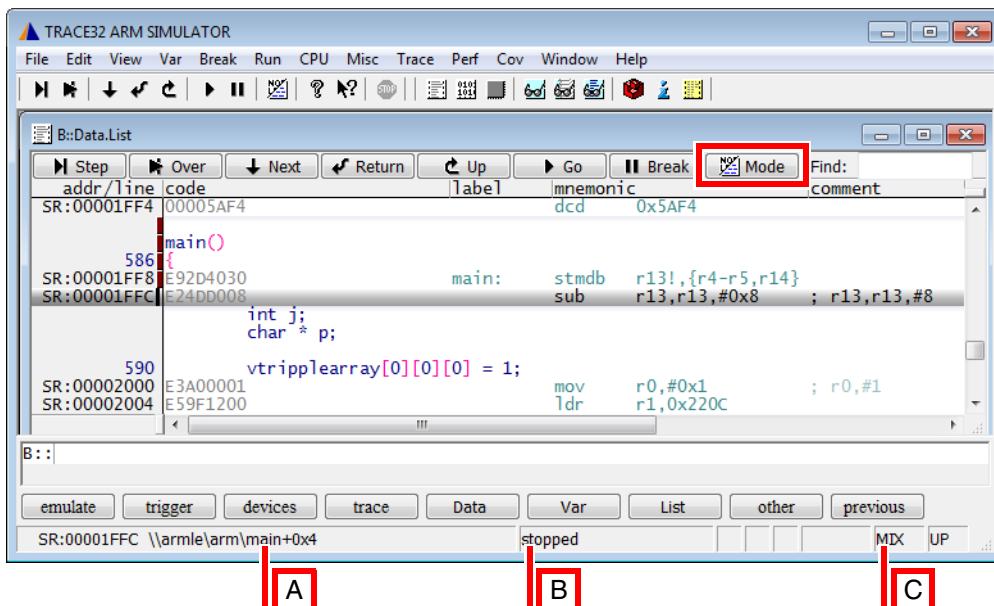 TRACE32 ARM SIMULATOR
File Edit View Var Break Run CPU Misc Trace Perf Cov Window Help
B::Data.List
Step Over Next Return Up Go Break Mode Find:
addr/line code label mnemonic comment
SR:00001FF4 00005AF4 dcd 0x5AF4
main()
586 {
SR:00001FF8 E92D4030 main: stmdb r13!,{r4-r5,r14}
SR:00001FFC E24DD008 sub r13,r13,#0x8 ; r13,r13,#8
int j;
char * p;
590 vtripplearray[0][0][0] = 1;
SR:00002000 E3A00001 mov r0,#0x1 ; r0,#1
SR:00002004 E59F1200 ldr r1,0x220C
B::
emulate trigger devices trace Data Var List other previous
SR:00001FFC \\armle\arm\main+0x4 stopped MIX UP
A B C